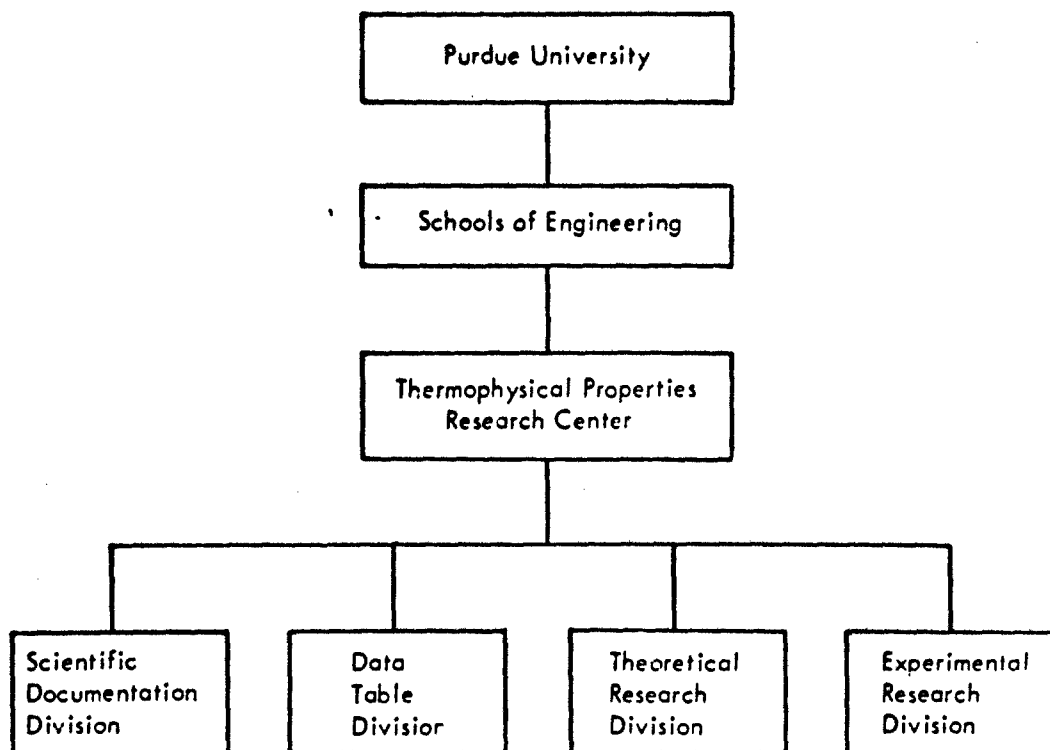 Purdue University
Schools of Engineering
Thermophysical Properties
Research Center
Scientific
Documentation
Division
Data
Table
Division
Theoretical
Research
Division
Experimental
Research
Division